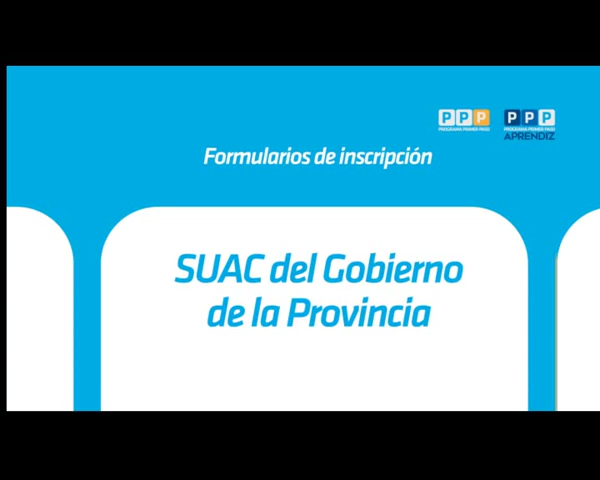 PPP PPP
PROGRAMA PRIMER PASO PROGRAMA PRIMER PASO
APRENDIZ
Formularios de inscripción
SUAC del Gobierno
de la Provincia